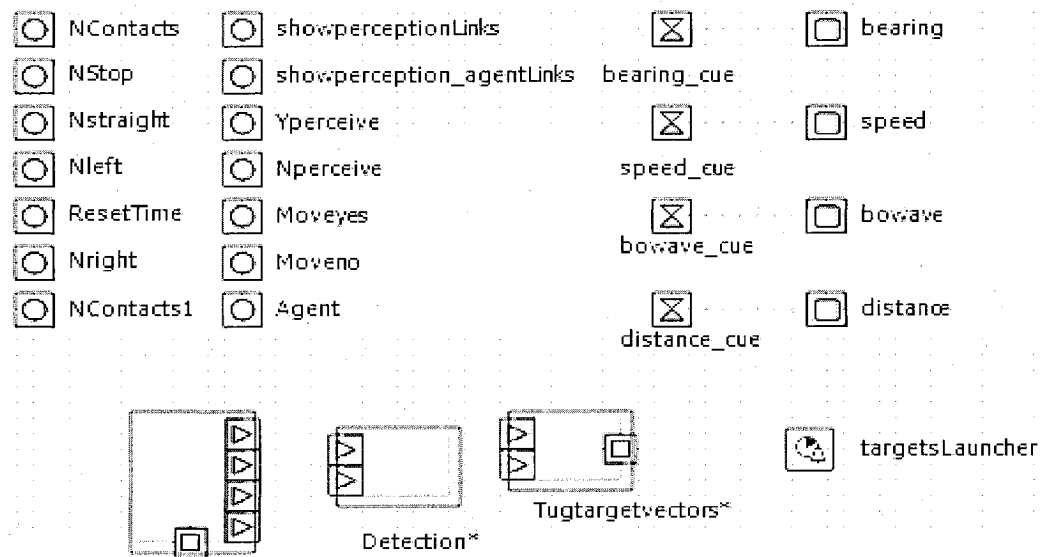 NContacts
NStop
Nstraight
Nleft
ResetTime
Nright
NContacts1
showperceptionLinks
showperception_agentLinks
Yperceive
Nperceive
Moveyes
Moveno
Agent
bearing_cue
speed_cue
bowave_cue
distance_cue
bearing
speed
bowave
distance
Detection*
Tugtargetvectors*
targetsLauncher